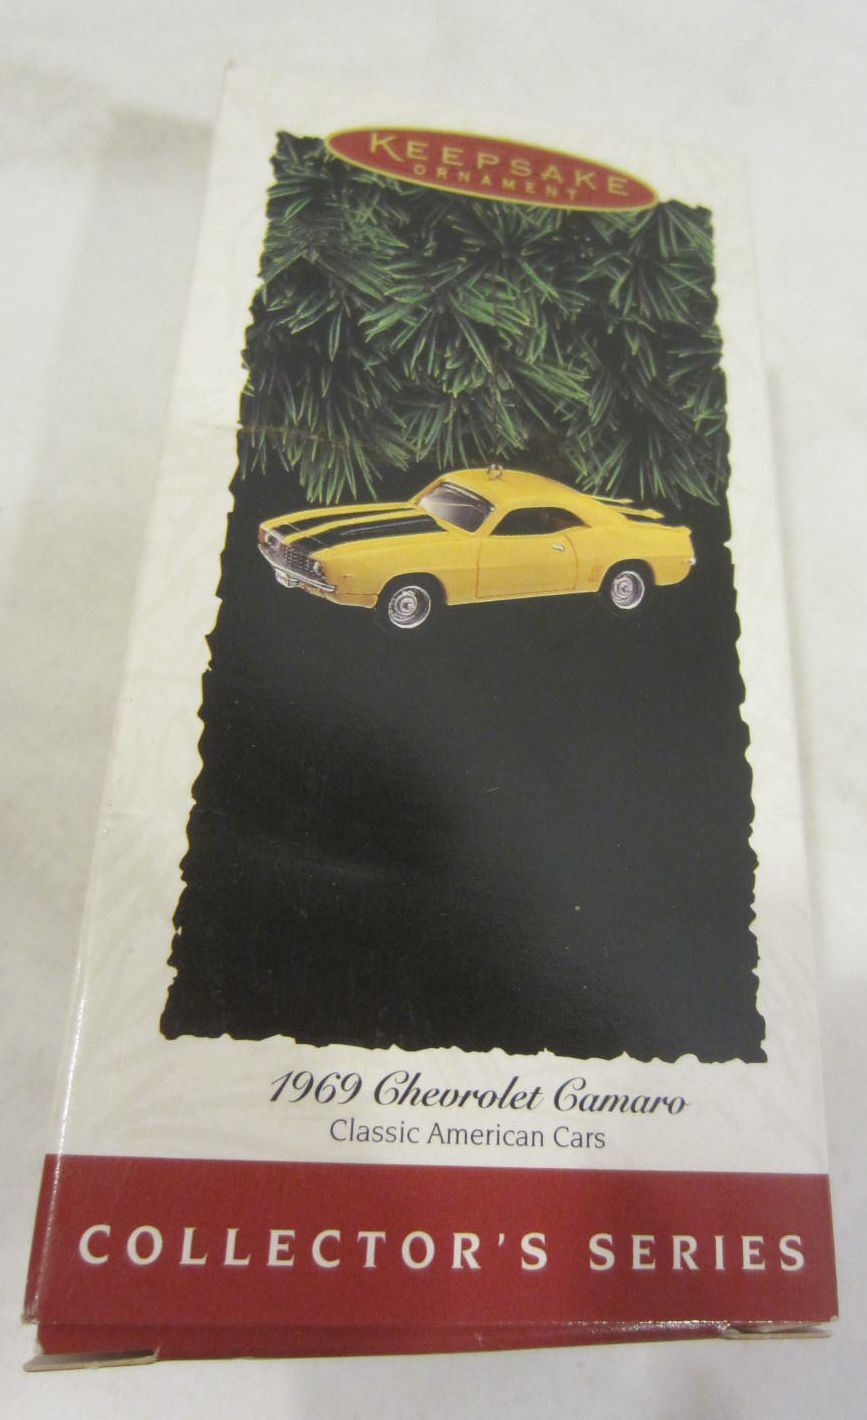 KEEPSAKE
ORNAMENT
1969 Chevrolet Camaro
Classic American Cars
COLLECTOR'S SERIES